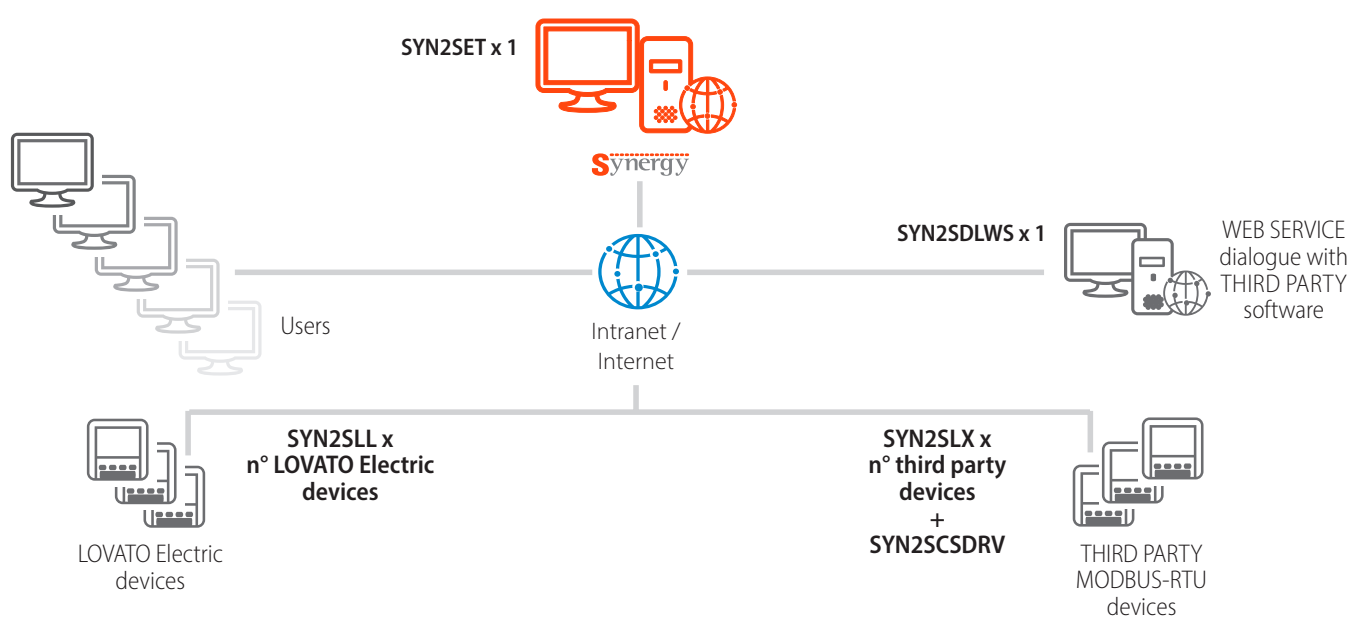 SYN2SET x 1
Synergy
SYN2SDLWS x 1
WEB SERVICE
dialogue with
THIRD PARTY
software
Users
Intranet /
Internet
SYN2SLL x
n° LOVATO Electric
devices
SYN2SLX x
n° third party
devices
+
SYN2SCSDRV
LOVATO Electric
devices
THIRD PARTY
MODBUS-RTU
devices